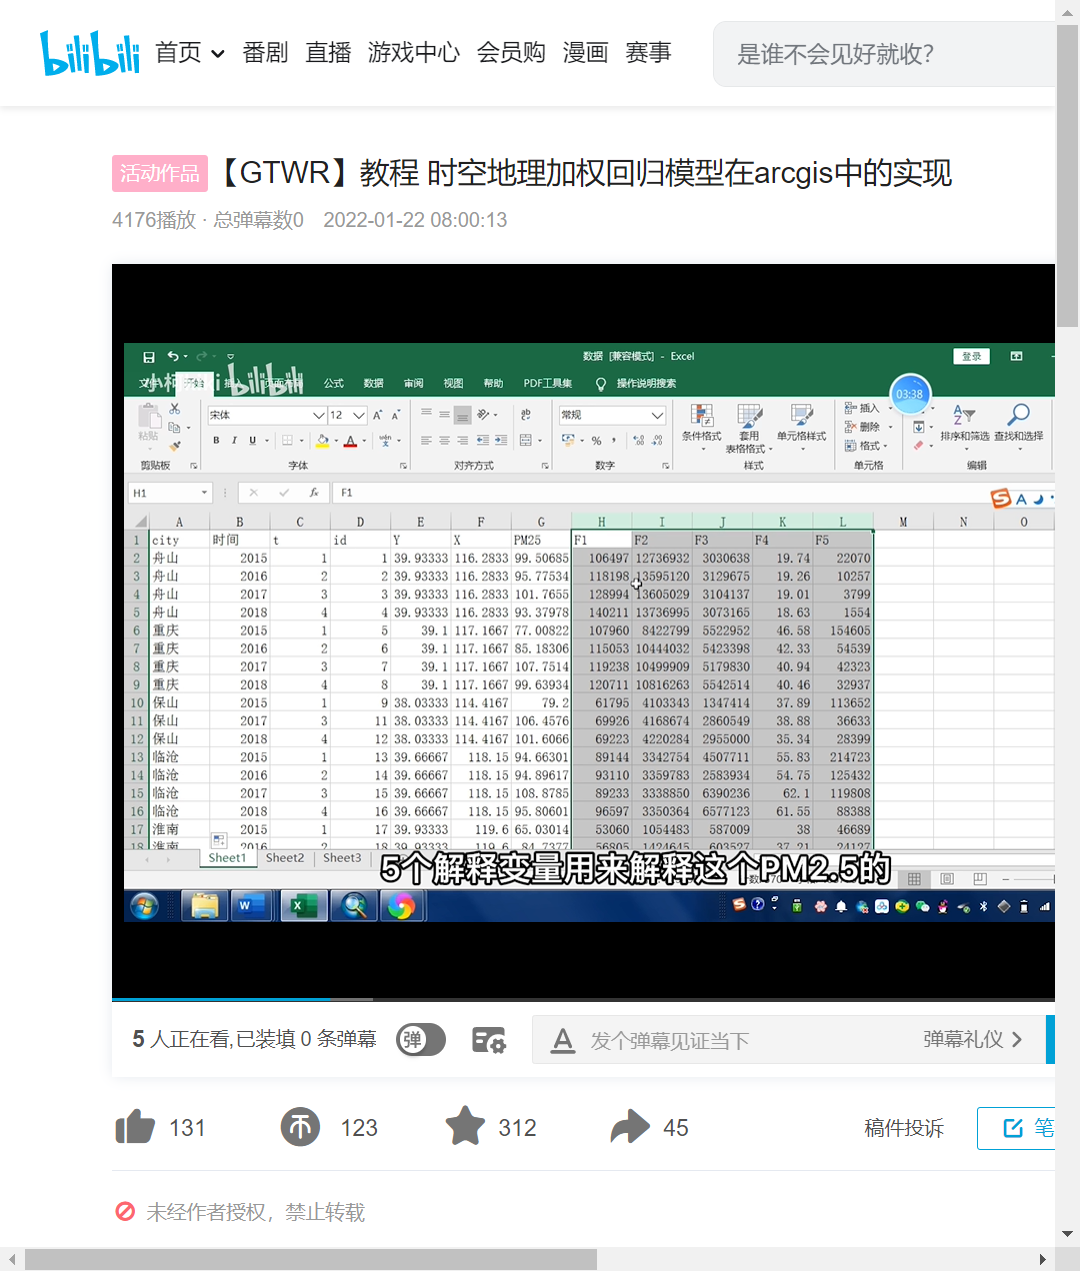 bilibili 首页 番剧 直播 游戏中心 会员购 漫画 赛事 是谁不会见好就收?
活动作品 【GTWR】教程 时空地理加权回归模型在arcgis中的实现
4176播放 · 总弹幕数0 2022-01-22 08:00:13
数据 [兼容模式] - Excel 登录
bilibili
开始 公式 数据 审阅 视图 帮助 PDF工具集 操作说明搜索
03:38
宋体 12 常规 插入
粘贴 B I U A 条件格式 套用 单元格样式 删除 排序和筛选 查找和选择
表格格式 格式
剪贴板 字体 对齐方式 数字 样式 单元格 编辑
H1 fx F1
A B C D E F G H I J K L M N O
1 city 时间 t id Y X PM25 F1 F2 F3 F4 F5
2 舟山 2015 1 1 39.93333 116.2833 99.50685 106497 12736932 3030638 19.74 22070
3 舟山 2016 2 2 39.93333 116.2833 95.77534 118198 13595120 3129675 19.26 10257
4 舟山 2017 3 3 39.93333 116.2833 101.7655 128994 13605029 3104137 19.01 3799
5 舟山 2018 4 4 39.93333 116.2833 93.37978 140211 13736995 3073165 18.63 1554
6 重庆 2015 1 5 39.1 117.1667 77.00822 107960 8422799 5522952 46.58 154605
7 重庆 2016 2 6 39.1 117.1667 85.18306 115053 10444032 5423398 42.33 54539
8 重庆 2017 3 7 39.1 117.1667 107.7514 119238 10499909 5179830 40.94 42323
9 重庆 2018 4 8 39.1 117.1667 99.63934 120711 10816263 5542514 40.46 32937
10 保山 2015 1 9 38.03333 114.4167 79.2 61795 4103343 1347414 37.89 113652
11 保山 2017 3 11 38.03333 114.4167 106.4576 69926 4168674 2860549 38.88 36633
12 保山 2018 4 12 38.03333 114.4167 101.6066 69223 4220284 2955000 35.34 28399
13 临沧 2015 1 13 39.66667 118.15 94.66301 89144 3342754 4507711 55.83 214723
14 临沧 2016 2 14 39.66667 118.15 94.89617 93110 3359783 2583934 54.75 125432
15 临沧 2017 3 15 39.66667 118.15 108.8785 89233 3338850 6390236 62.1 119808
16 临沧 2018 4 16 39.66667 118.15 95.80601 96597 3350364 6577123 61.55 88388
17 淮南 2015 1 17 39.93333 119.6 65.03014 53060 1054483 587009 38 46689
18 淮南 2016 2 18 39.93333 119.6 84.7377 56805 1424645 603527 37.21 24127
Sheet1 Sheet2 Sheet3
5个解释变量用来解释这个PM2.5的
5 人正在看,已装填 0 条弹幕 弹 A 发个弹幕见证当下 弹幕礼仪
131 123 312 45 稿件投诉 笔
未经作者授权，禁止转载